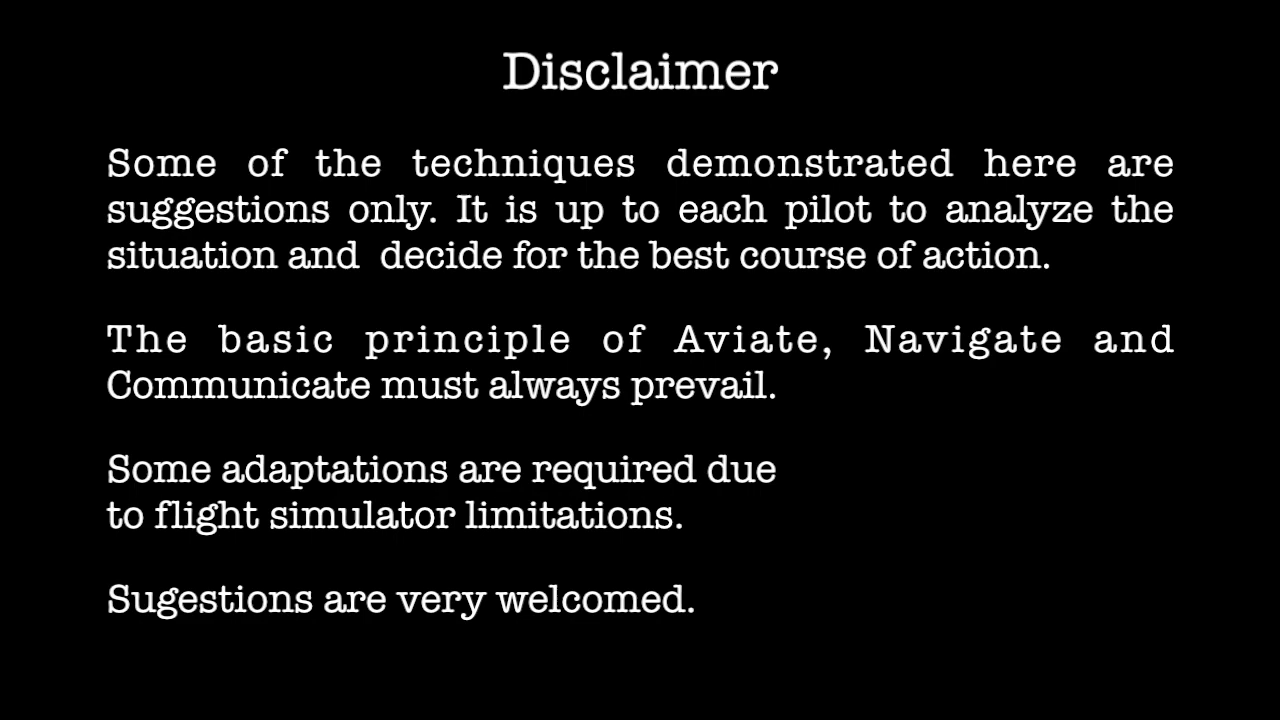 Disclaimer
Some of the techniques demonstrated here are
suggestions only. It is up to each pilot to analyze the
situation and  decide for the best course of action.
The basic principle of Aviate, Navigate and
Communicate must always prevail.
Some adaptations are required due
to flight simulator limitations.
Sugestions are very welcomed.